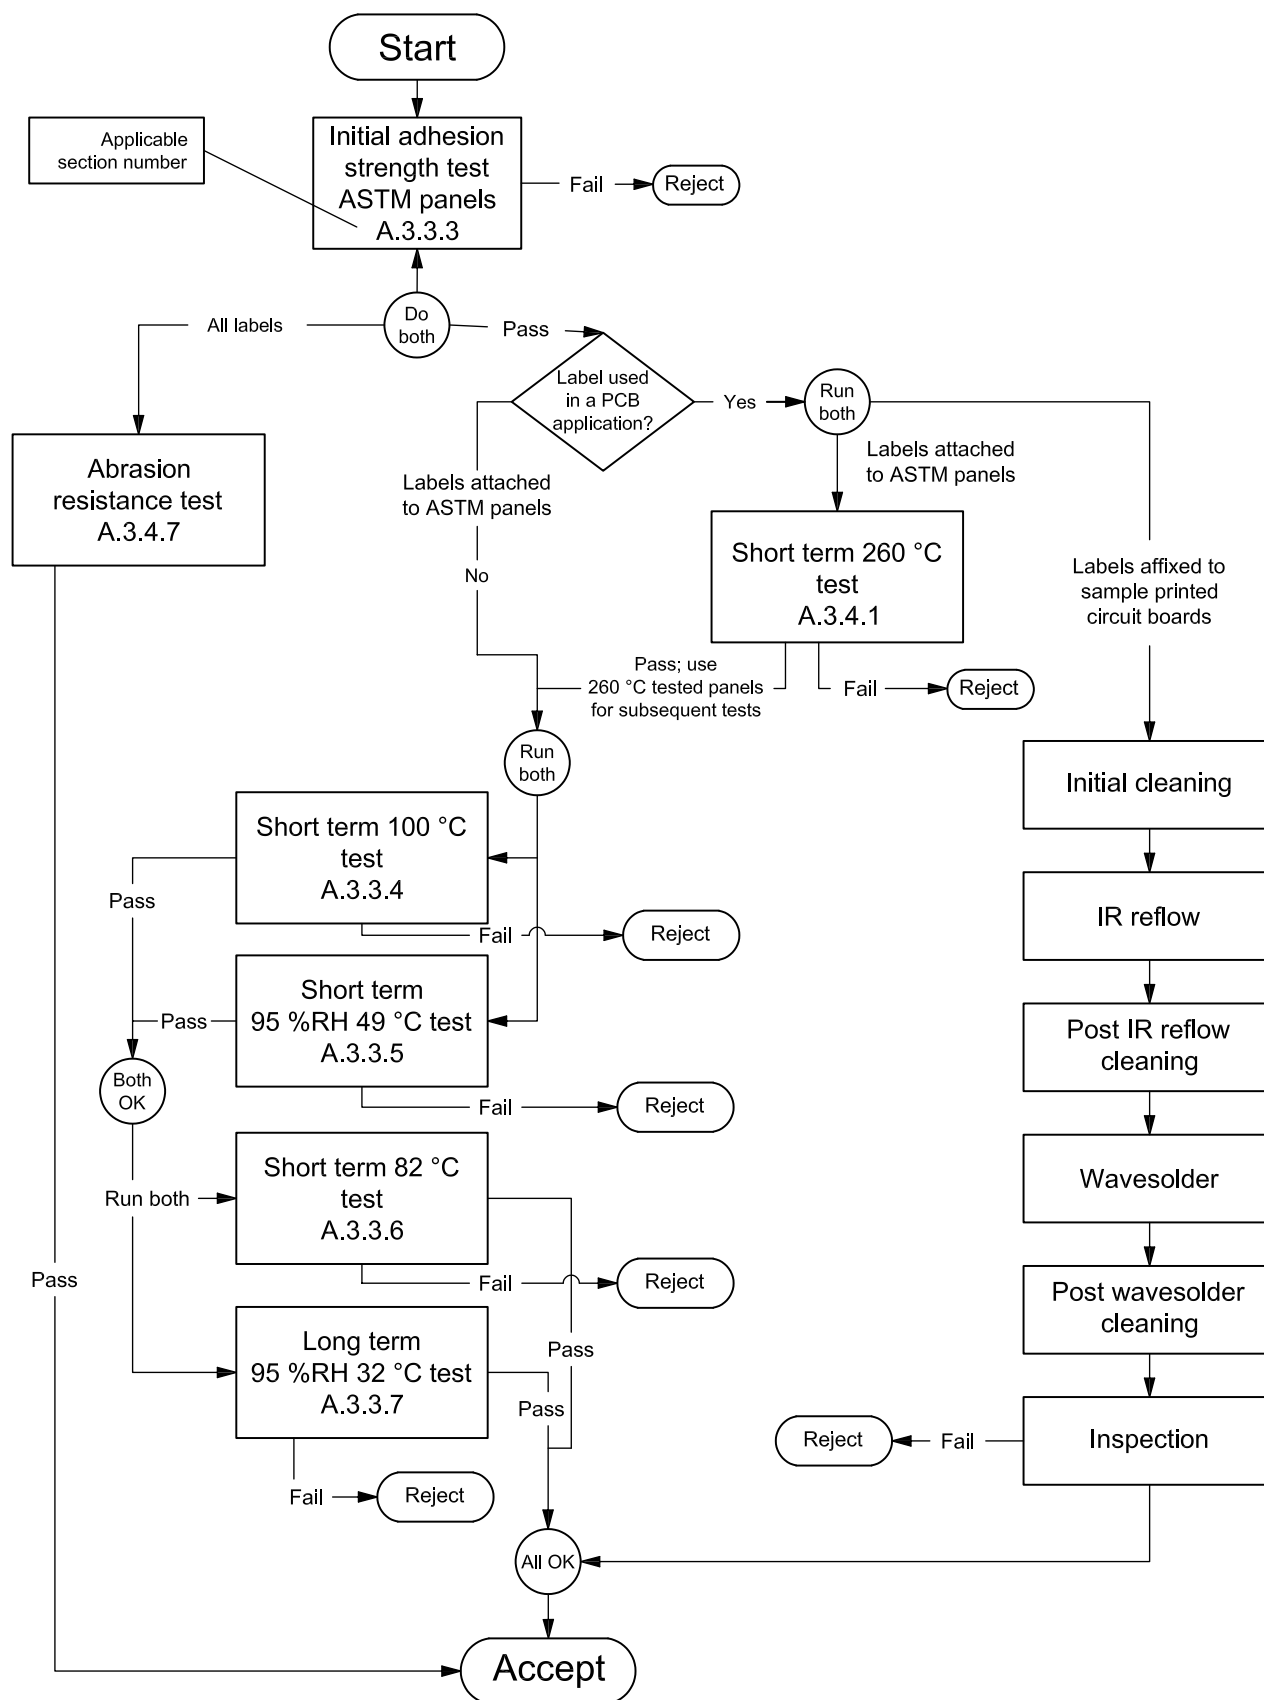 Start
Applicable
section number
Initial adhesion
strength test
ASTM panels
A.3.3.3
Fail
Reject
Do
both
All labels
Pass
Label used
in a PCB
application?
Yes
Run
both
Abrasion
resistance test
A.3.4.7
Labels attached
to ASTM panels
Labels attached
to ASTM panels
No
Short term 260 °C
test
A.3.4.1
Labels affixed to
sample printed
circuit boards
Pass; use
260 °C tested panels
for subsequent tests
Fail
Reject
Run
both
Initial cleaning
Short term 100 °C
test
A.3.3.4
Pass
Fail
Reject
IR reflow
Short term
95 %RH 49 °C test
A.3.3.5
Pass
Post IR reflow
cleaning
Both
OK
Fail
Reject
Short term 82 °C
test
A.3.3.6
Run both
Wavesolder
Pass
Fail
Reject
Post wavesolder
cleaning
Long term
95 %RH 32 °C test
A.3.3.7
Pass
Pass
Inspection
Fail
Reject
Fail
Reject
All OK
Accept